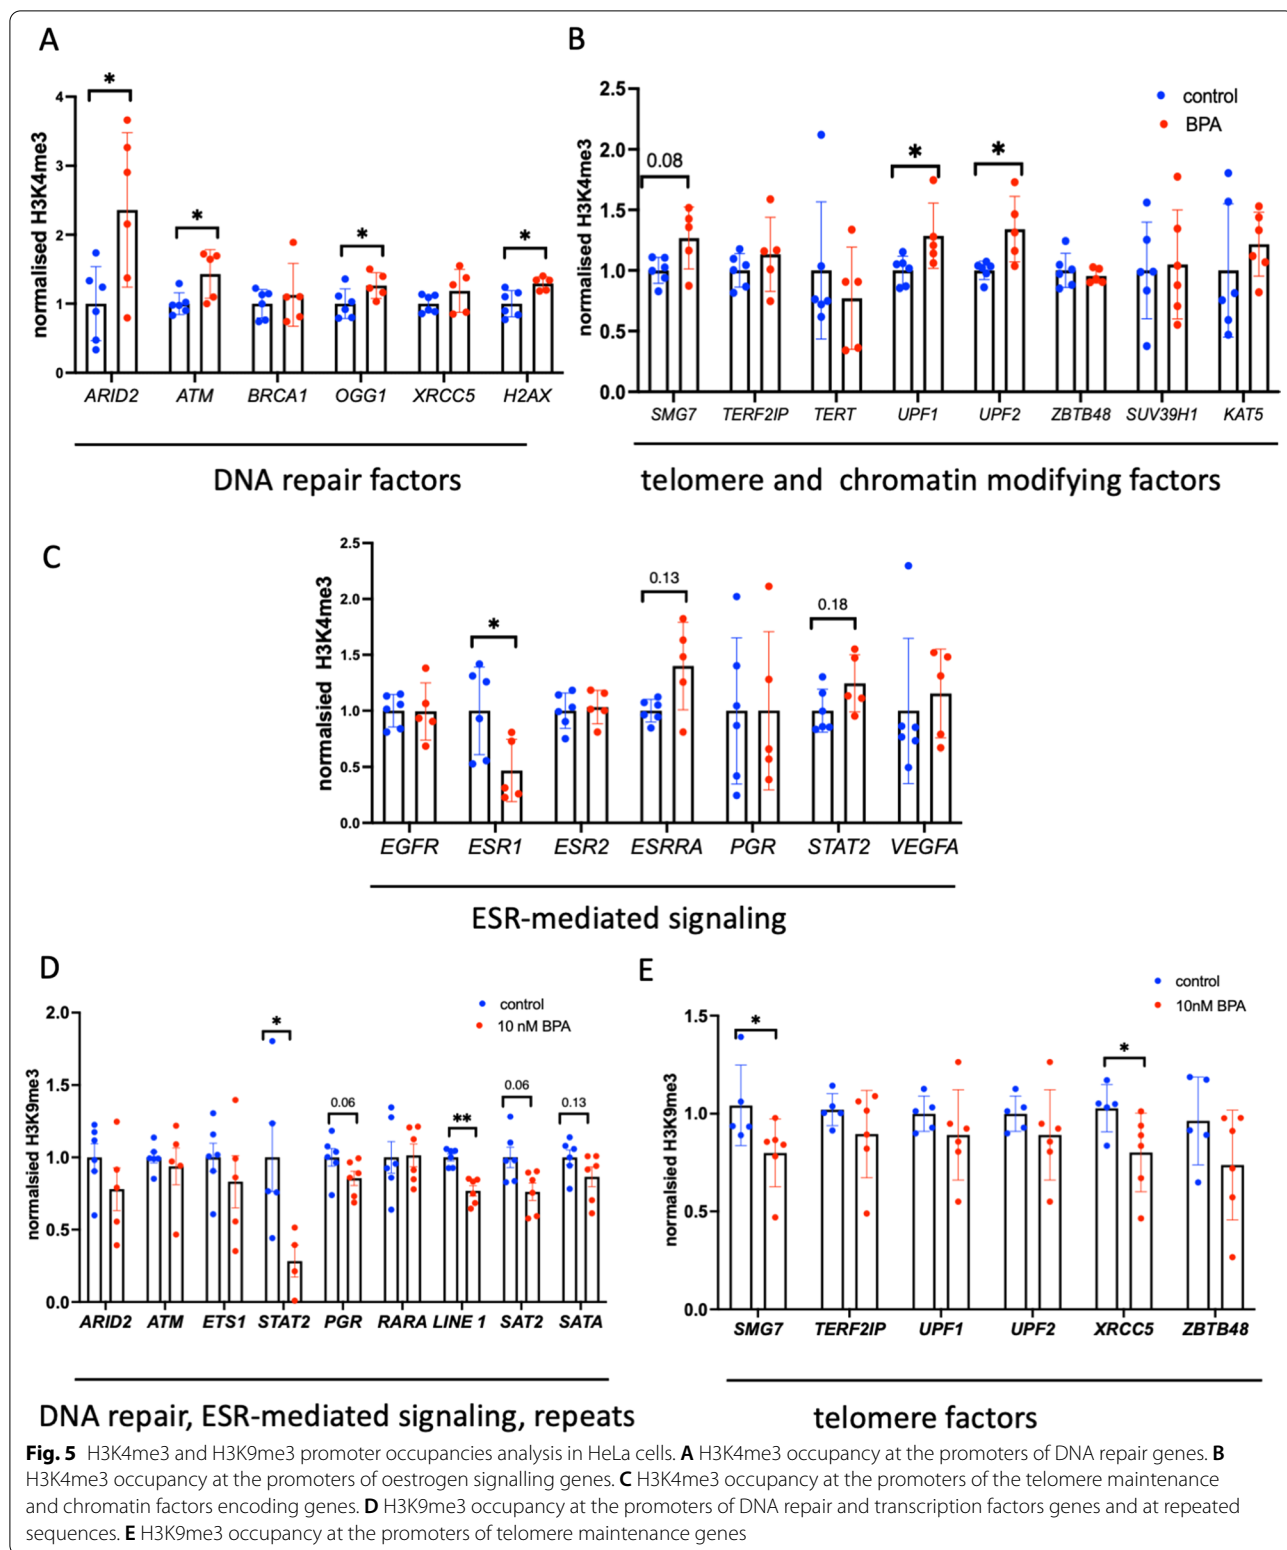 A
*
*
*
*
normalised H3K4me3
4
3
2
1
0
ARID2 ATM BRCA1 OGG1 XRCC5 H2AX
DNA repair factors
B
control
BPA
0.08
*
*
normalised H3K4me3
2.5
2.0
1.5
1.0
0.5
0.0
SMG7 TERF2IP TERT UPF1 UPF2 ZBTB48 SUV39H1 KAT5
telomere and chromatin modifying factors
C
*
0.13
0.18
normalsied H3K4me3
2.5
2.0
1.5
1.0
0.5
0.0
EGFR ESR1 ESR2 ESRRA PGR STAT2 VEGFA
ESR-mediated signaling
D
control
10 nM BPA
*
0.06
**
0.06
0.13
normalsied H3K9me3
2.0
1.5
1.0
0.5
0.0
ARID2 ATM ETS1 STAT2 PGR RARA LINE 1 SAT2 SATA
DNA repair, ESR-mediated signaling, repeats
E
control
10nM BPA
*
*
normalsied H3K9me3
1.5
1.0
0.5
0.0
SMG7 TERF2IP UPF1 UPF2 XRCC5 ZBTB48
telomere factors
Fig. 5 H3K4me3 and H3K9me3 promoter occupancies analysis in HeLa cells. A H3K4me3 occupancy at the promoters of DNA repair genes. B
H3K4me3 occupancy at the promoters of oestrogen signalling genes. C H3K4me3 occupancy at the promoters of the telomere maintenance
and chromatin factors encoding genes. D H3K9me3 occupancy at the promoters of DNA repair and transcription factors genes and at repeated
sequences. E H3K9me3 occupancy at the promoters of telomere maintenance genes